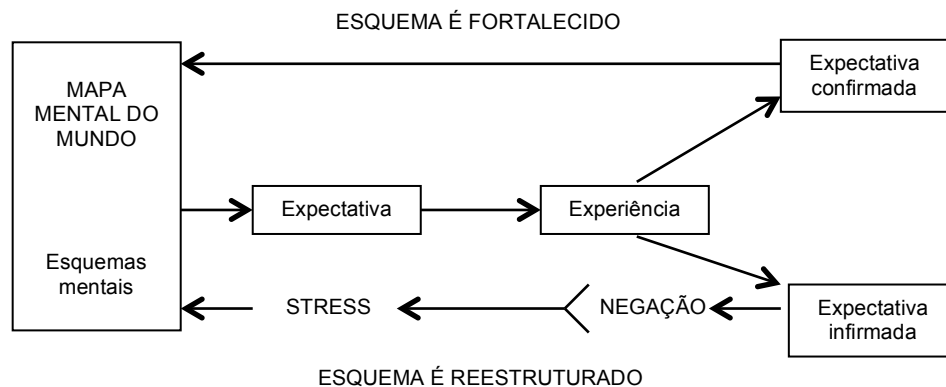 ESQUEMA É FORTALECIDO
MAPA
MENTAL DO
MUNDO
Esquemas
mentais
Expectativa
Experiência
Expectativa
confirmada
STRESS
NEGAÇÃO
Expectativa
infirmada
ESQUEMA É REESTRUTURADO